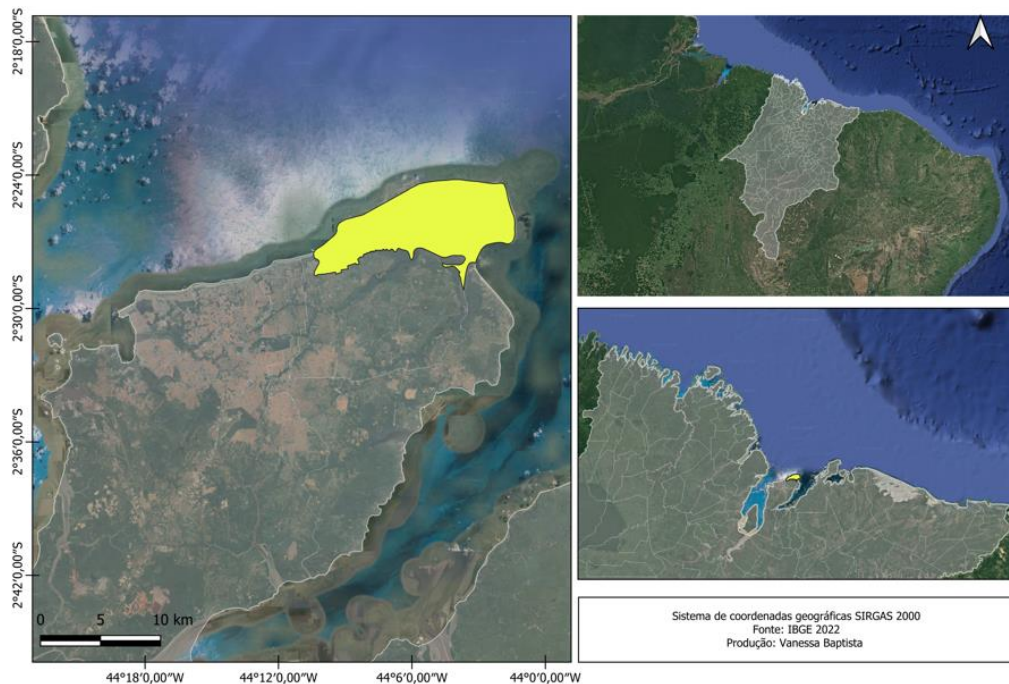 2°18'0,00"S
2°24'0,00"S
2°30'0,00"S
2°36'0,00"S
2°42'0,00"S
0 5 10 km
44°18'0,00"W 44°12'0,00"W 44°6'0,00"W 44°0'0,00"W
Sistema de coordenadas geográficas SIRGAS 2000
Fonte: IBGE 2022
Produção: Vanessa Baptista